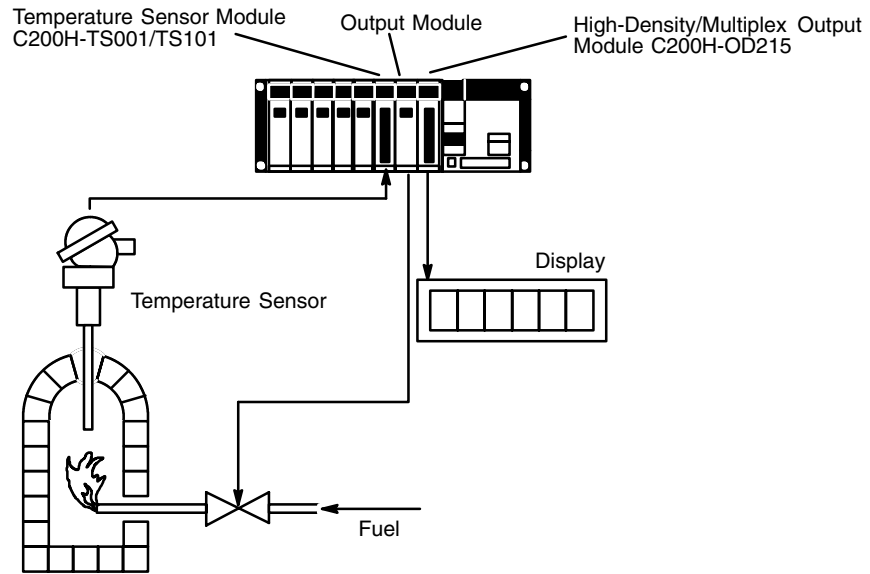 Temperature Sensor Module
C200H-TS001/TS101
Output Module
High-Density/Multiplex Output
Module C200H-OD215
Display
Temperature Sensor
Fuel